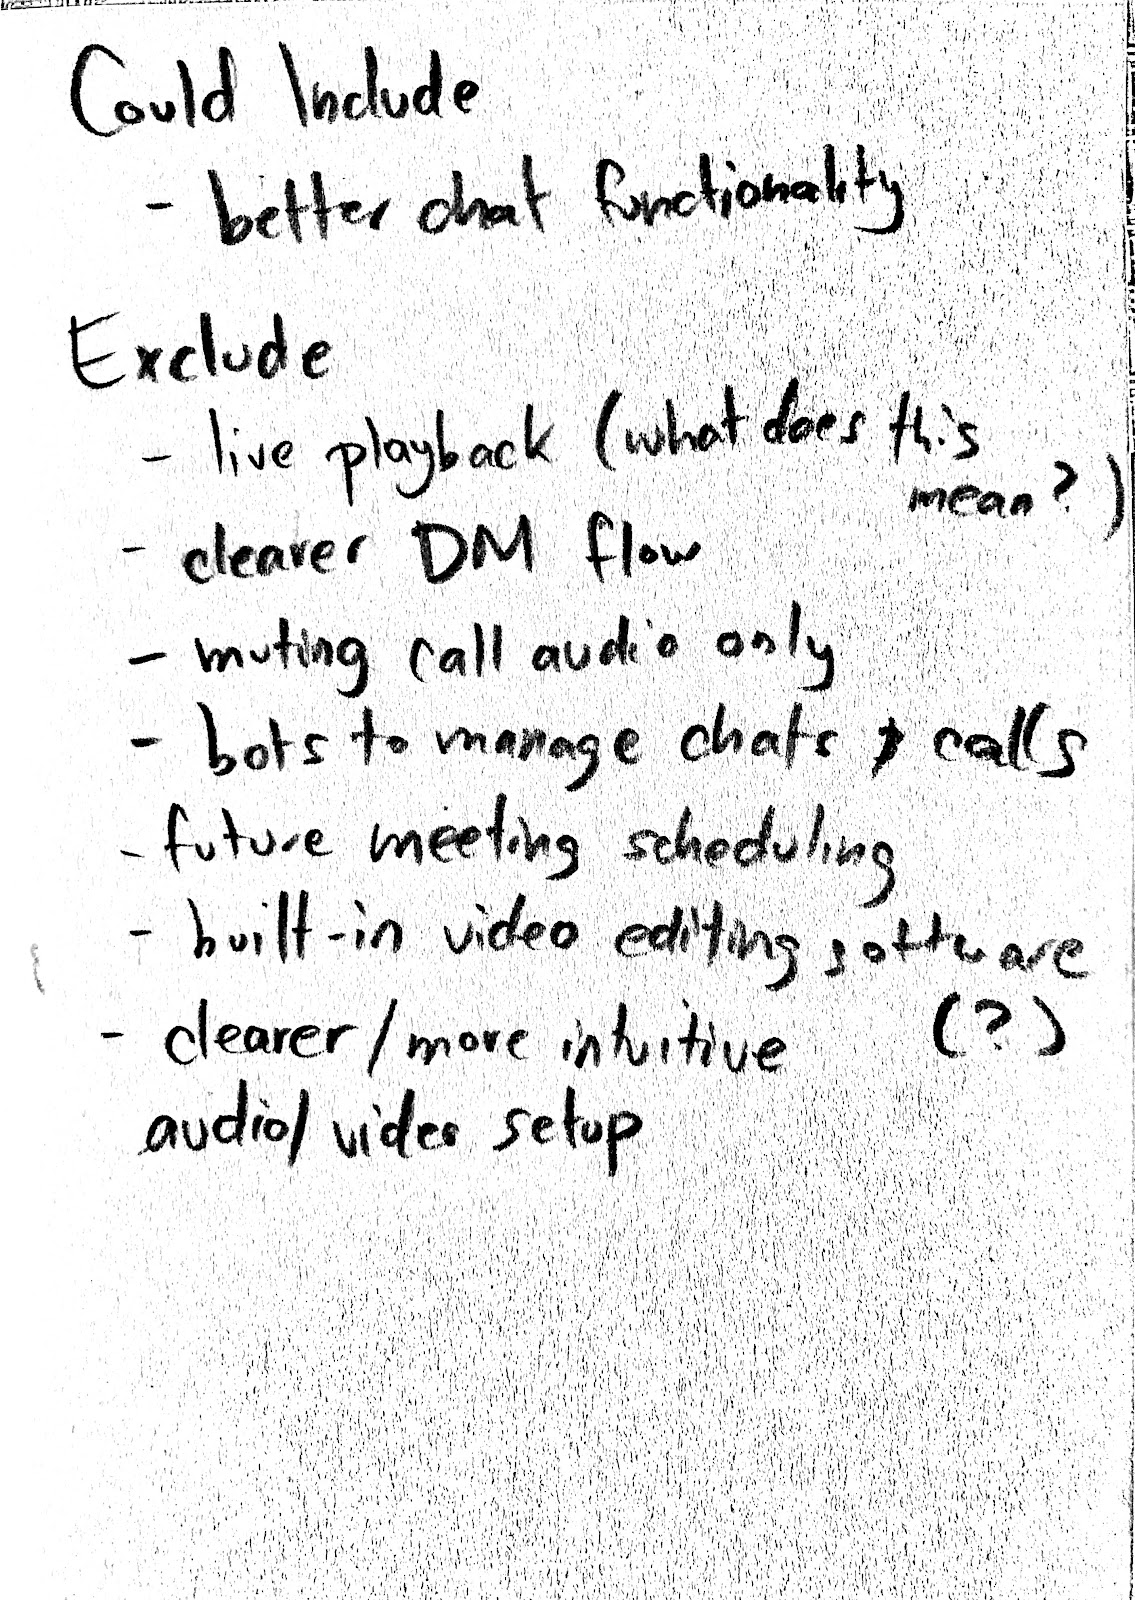 Could Include
- better chat functionality
Exclude
- live playback (what does this
mean?)
- clearer DM flow
- muting call audio only
- bots to manage chats + calls
- future meeting scheduling
- built-in video editing software
(?)
- clearer/more intuitive
audio/video setup